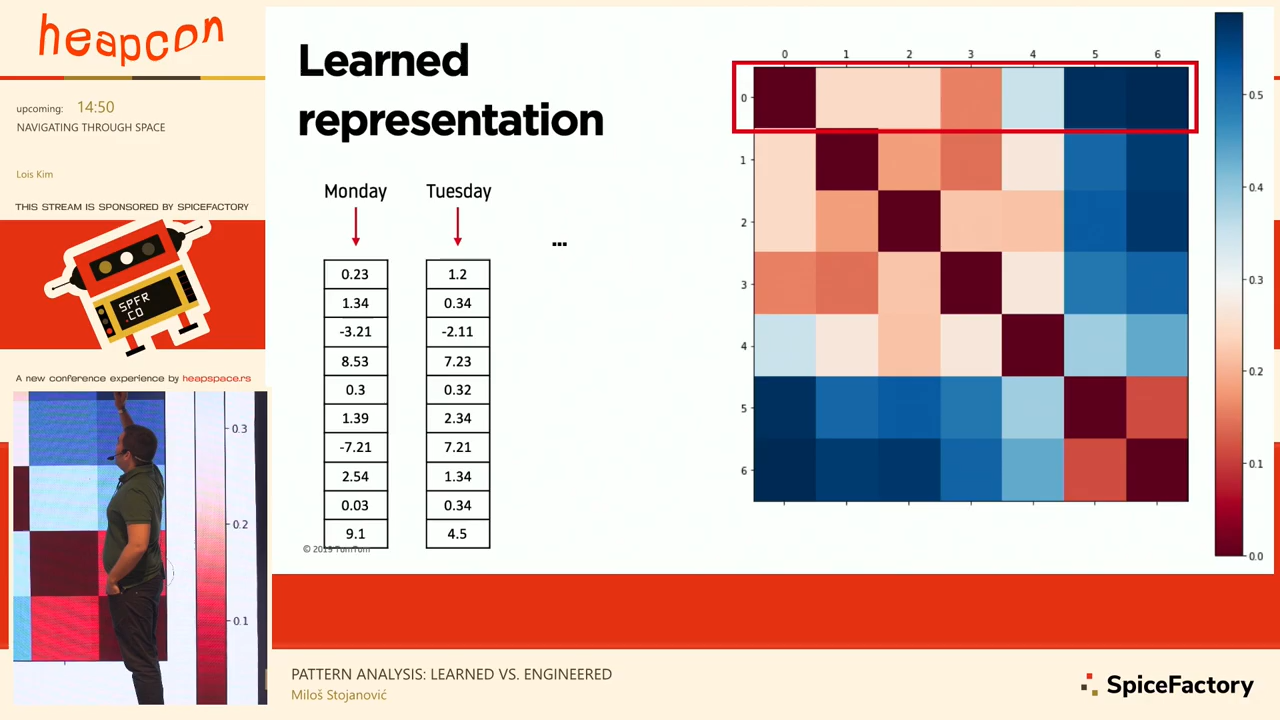 heapcon
upcoming: 14:50
NAVIGATING THROUGH SPACE
Lois Kim
THIS STREAM IS SPONSORED BY SPICEFACTORY
SPFR
.CO
A new conference experience by heapspace.rs
0.3
0.2
0.1
Learned
representation
Monday Tuesday
...
0.23 1.2
1.34 0.34
-3.21 -2.11
8.53 7.23
0.3 0.32
1.39 2.34
-7.21 7.21
2.54 1.34
0.03 0.34
9.1 4.5
© 2019 TomTom
0 1 2 3 4 5 6
0
1
2
3
4
5
6
0.5
0.4
0.3
0.2
0.1
0.0
PATTERN ANALYSIS: LEARNED VS. ENGINEERED
Miloš Stojanović
SpiceFactory